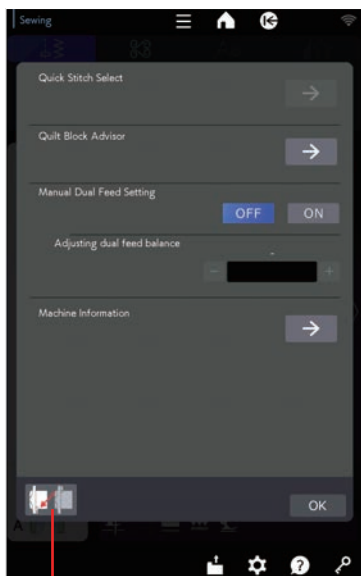 Sewing
Quick Stitch Select
Quilt Block Advisor
Manual Dual Feed Setting
OFF ON
Adjusting dual feed balance
-
- +
Machine Information
OK
A
?